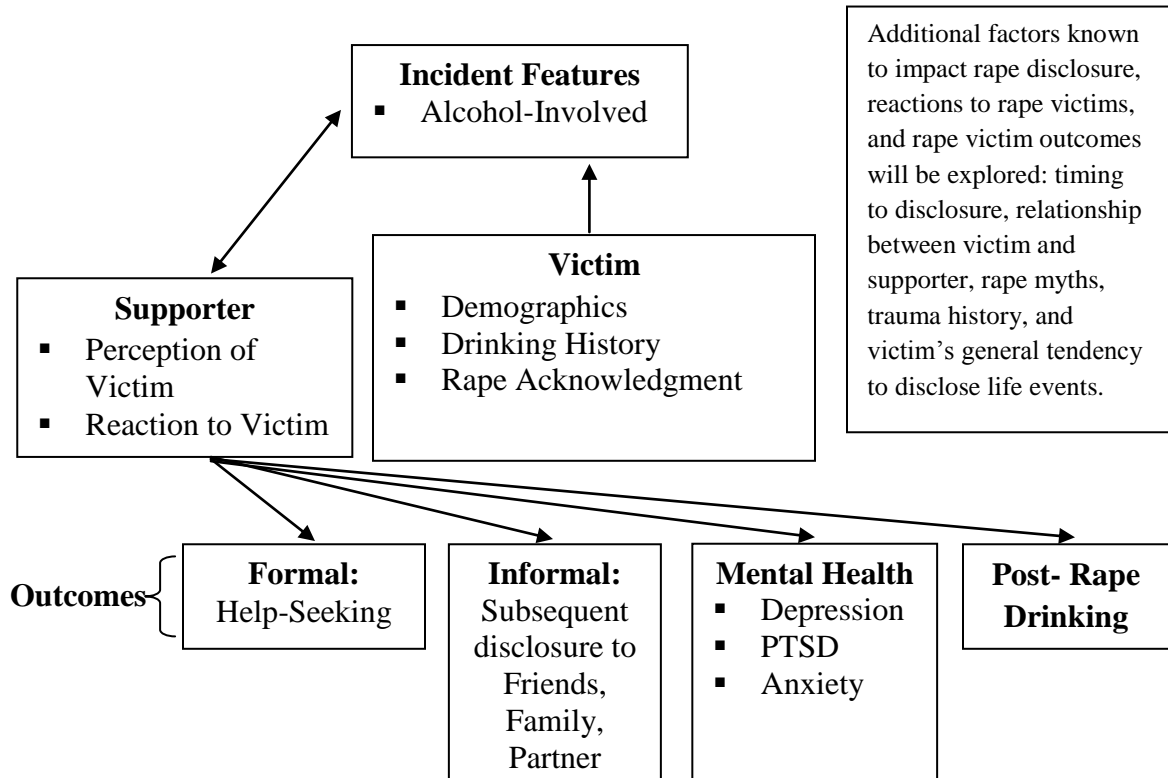 Incident Features
▪ Alcohol-Involved
Additional factors known
to impact rape disclosure,
reactions to rape victims,
and rape victim outcomes
will be explored: timing
to disclosure, relationship
between victim and
supporter, rape myths,
trauma history, and
victim’s general tendency
to disclose life events.
Supporter
▪ Perception of
Victim
▪ Reaction to Victim
Victim
▪ Demographics
▪ Drinking History
▪ Rape Acknowledgment
Outcomes
Formal:
Help-Seeking
Informal:
Subsequent
disclosure to
Friends,
Family,
Partner
Mental Health
▪ Depression
▪ PTSD
▪ Anxiety
Post- Rape
Drinking